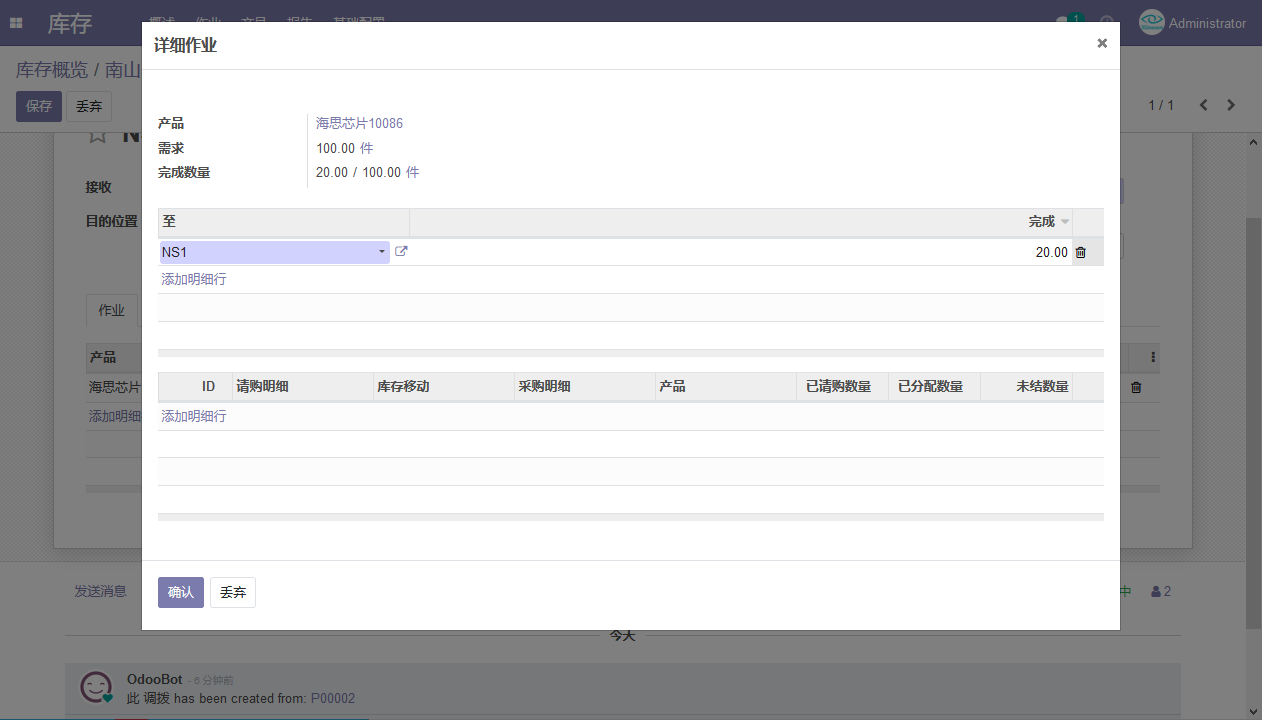 库存 概述 作业 交易 报告 基础配置 1 Administrator
详细作业 ×
库存概览 / 南山
保存 丢弃 1 / 1
产品 海思芯片10086
需求 100.00 件
接收
完成数量 20.00 / 100.00 件
目的位置
至 完成
NS1 20.00
添加明细行
作业
产品
海思芯片
添加明细
ID 请购明细 库存移动 采购明细 产品 已请购数量 已分配数量 未结数量
添加明细行
确认 丢弃
发送消息 中 2
今天
OdooBot - 6 分钟前
此 调拨 has been created from: P00002